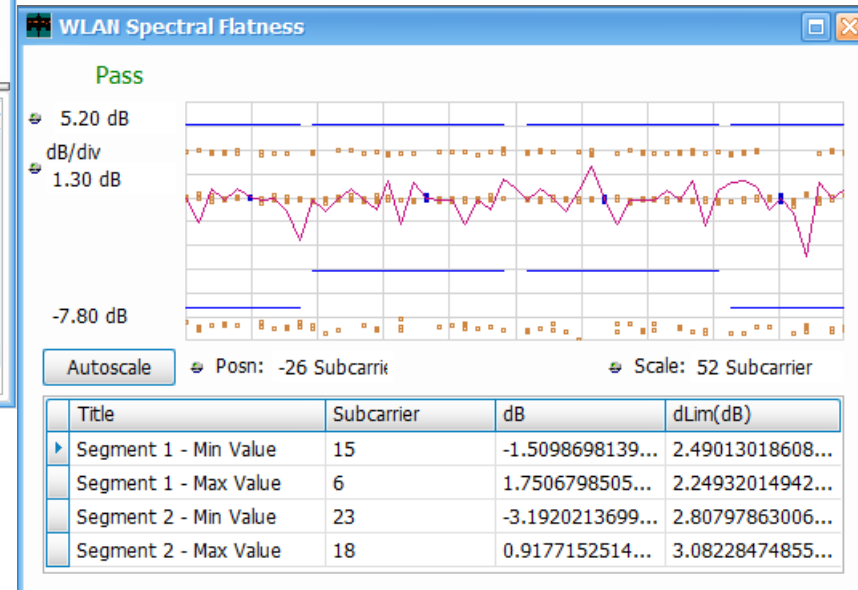 WLAN Spectral Flatness
Pass
5.20 dB
dB/div
1.30 dB
-7.80 dB
Autoscale Posn: -26 Subcarrie Scale: 52 Subcarrier
Title Subcarrier dB dLim(dB)
Segment 1 - Min Value 15 -1.5098698139... 2.49013018608...
Segment 1 - Max Value 6 1.7506798505... 2.24932014942...
Segment 2 - Min Value 23 -3.1920213699... 2.80797863006...
Segment 2 - Max Value 18 0.9177152514... 3.08228474855...